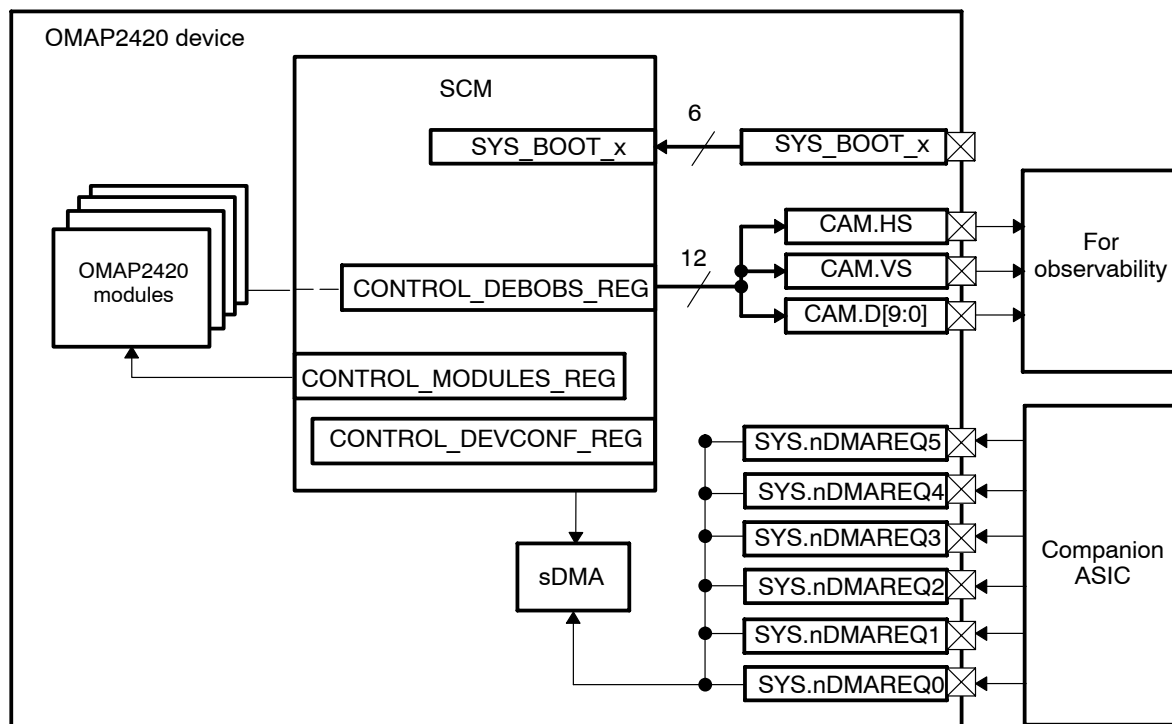 OMAP2420 device
SCM
6
SYS_BOOT_x
SYS_BOOT_x
OMAP2420
modules
12
CONTROL_DEBOBS_REG
CAM.HS
CAM.VS
CAM.D[9:0]
For
observability
CONTROL_MODULES_REG
CONTROL_DEVCONF_REG
SYS.nDMAREQ5
SYS.nDMAREQ4
SYS.nDMAREQ3
SYS.nDMAREQ2
SYS.nDMAREQ1
SYS.nDMAREQ0
sDMA
Companion
ASIC